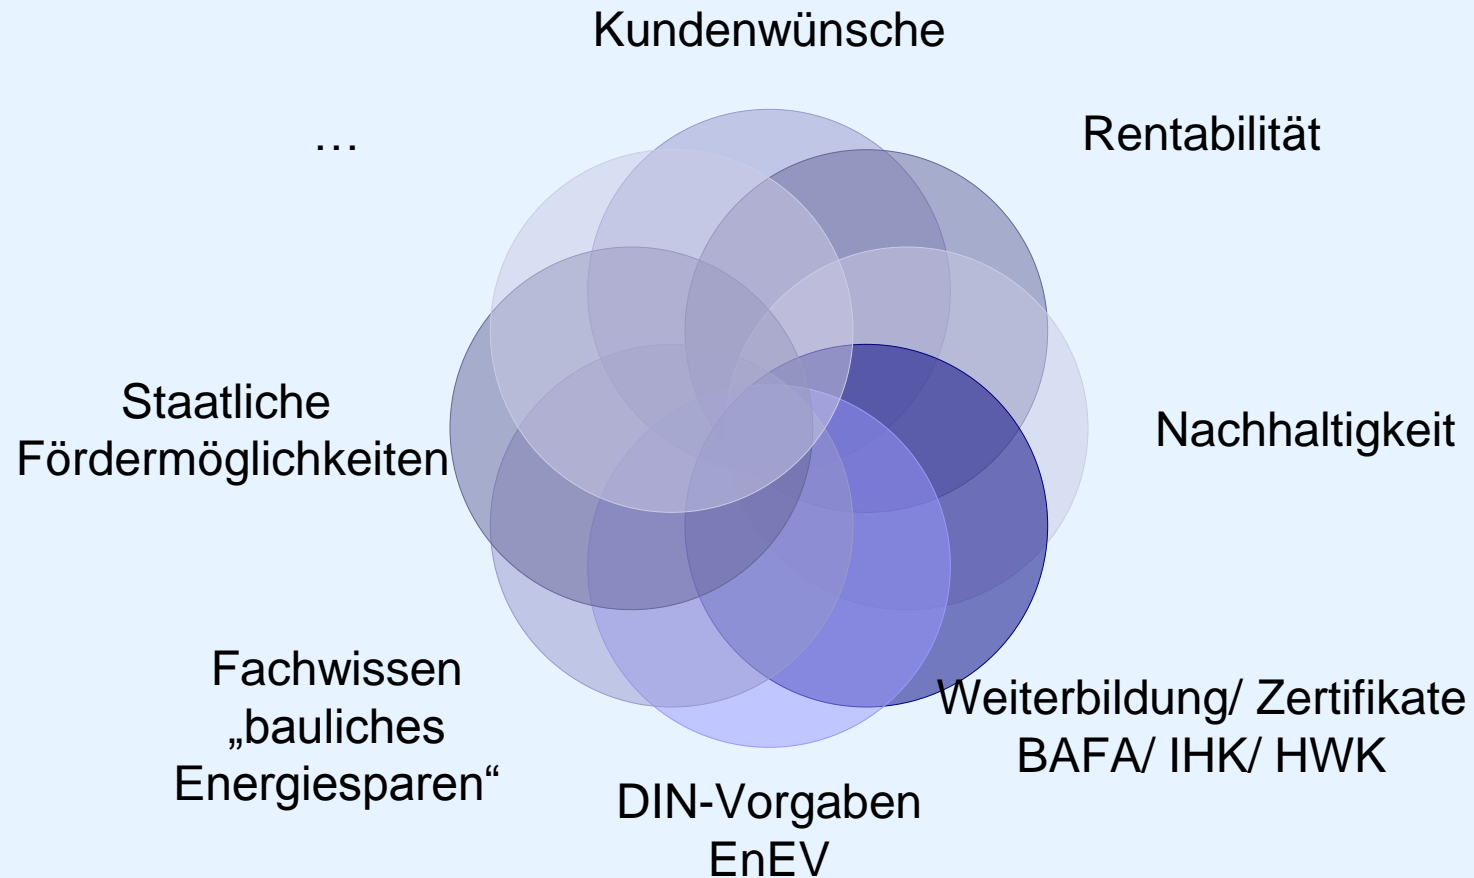 Kundenwünsche
…
Rentabilität
Staatliche
Fördermöglichkeiten
Nachhaltigkeit
Fachwissen
„bauliches
Energiesparen“
Weiterbildung/ Zertifikate
BAFA/ IHK/ HWK
DIN-Vorgaben
EnEV